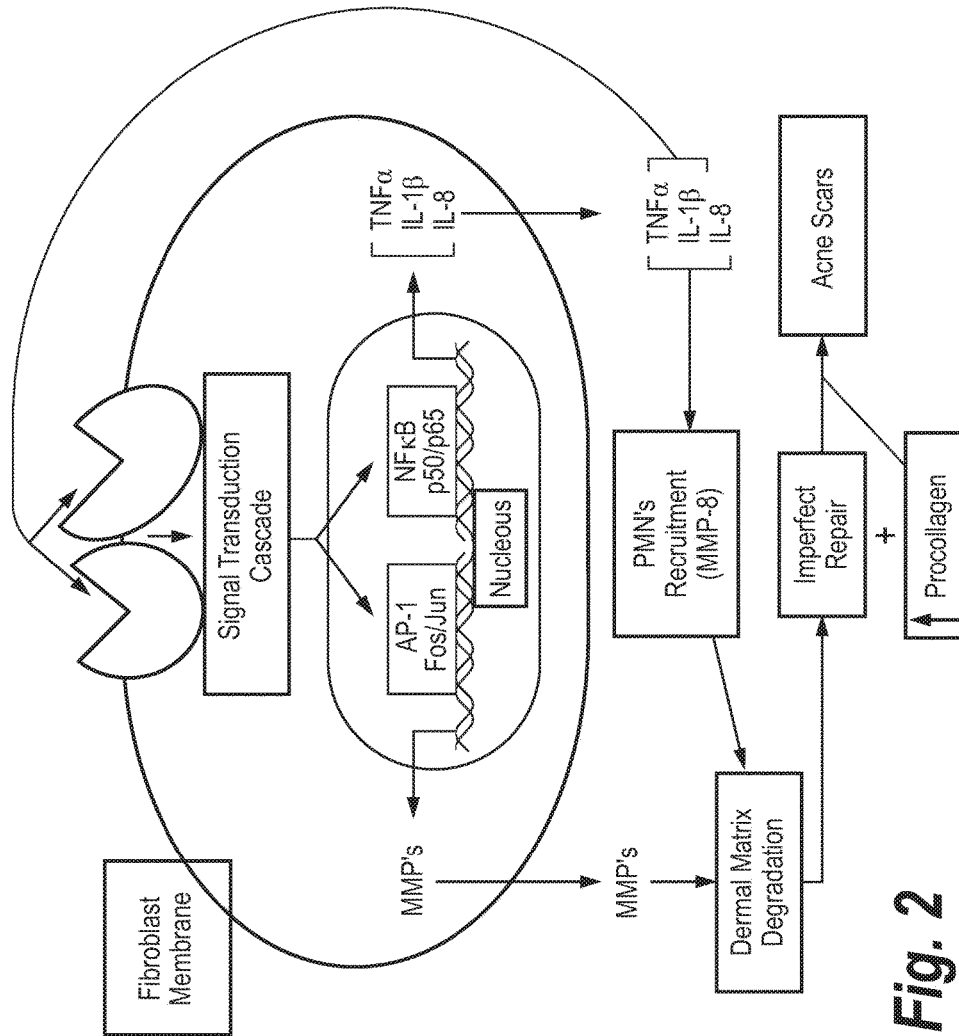 Fibroblast
Membrane
Signal Transduction
Cascade
AP-1
Fos/Jun
NFκB
p50/p65
Nucleous
MMP's
TNFα
IL-1β
IL-8
MMP's
TNFα
IL-1β
IL-8
PMN's
Recruitment
(MMP-8)
Dermal Matrix
Degradation
Imperfect
Repair
+
Procollagen
Acne Scars
Fig. 2